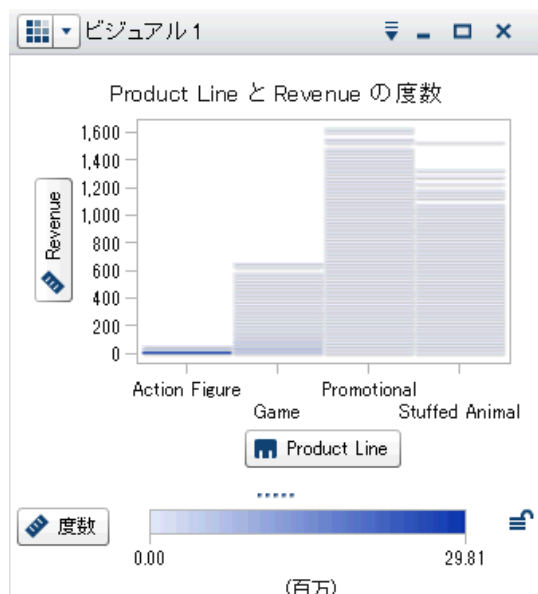 ビジュアル 1
Product Line と Revenue の度数
1,600
1,400
1,200
1,000
800
600
400
200
0
Revenue
Action Figure
Promotional
Game
Stuffed Animal
Product Line
度数
0.00
29.81
(百万)